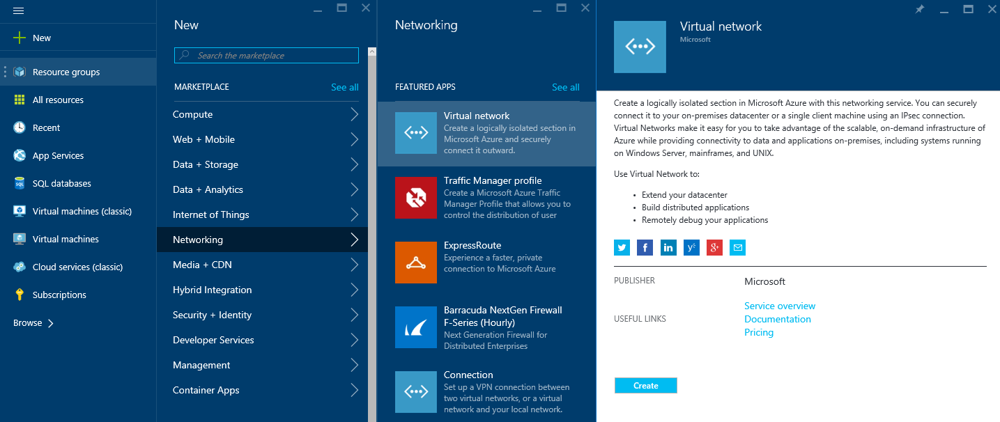 New
Resource groups
All resources
Recent
App Services
SQL databases
Virtual machines (classic)
Virtual machines
Cloud services (classic)
Subscriptions
Browse
New
Search the marketplace
MARKETPLACE
See all
Compute
Web + Mobile
Data + Storage
Data + Analytics
Internet of Things
Networking
Media + CDN
Hybrid Integration
Security + Identity
Developer Services
Management
Container Apps
Networking
FEATURED APPS
See all
Virtual network
Create a logically isolated section in
Microsoft Azure and securely
connect it outward.
Traffic Manager profile
Create a Microsoft Azure Traffic
Manager Profile that allows you to
control the distribution of user
ExpressRoute
Experience a faster, private
connection to Microsoft Azure
Barracuda NextGen Firewall
F-Series (Hourly)
Next Generation Firewall for
Distributed Enterprises
Connection
Set up a VPN connection between
two virtual networks, or a virtual
network and your local network.
Virtual network
Microsoft
Create a logically isolated section in Microsoft Azure with this networking service. You can securely
connect it to your on-premises datacenter or a single client machine using an IPsec connection.
Virtual Networks make it easy for you to take advantage of the scalable, on-demand infrastructure of
Azure while providing connectivity to data and applications on-premises, including systems running
on Windows Server, mainframes, and UNIX.
Use Virtual Network to:
• Extend your datacenter
• Build distributed applications
• Remotely debug your applications
PUBLISHER
Microsoft
USEFUL LINKS
Service overview
Documentation
Pricing
Create